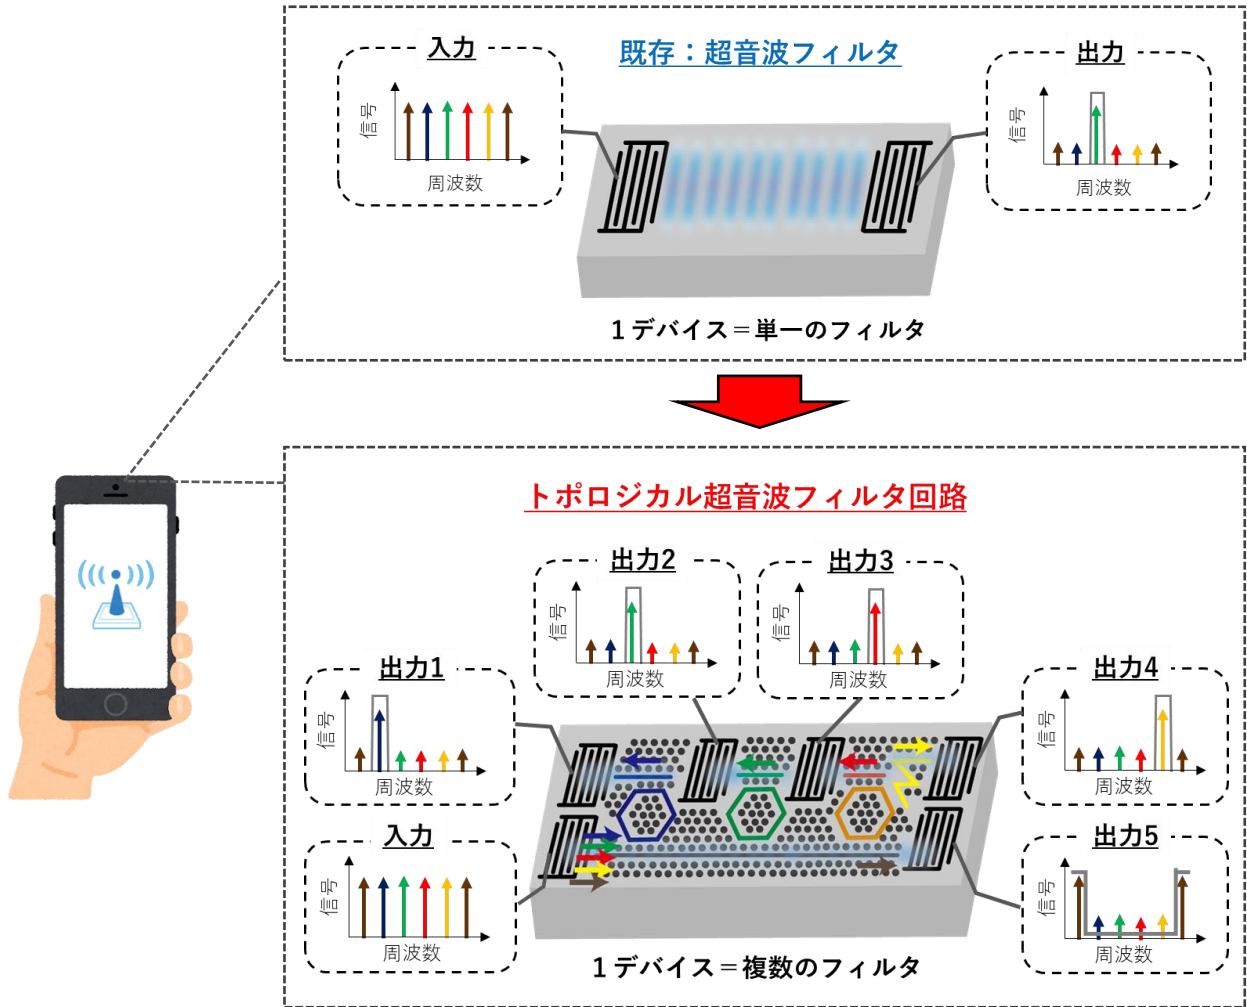 既存：超音波フィルタ
入力
信号
周波数
出力
信号
周波数
1デバイス＝単一のフィルタ
トポロジカル超音波フィルタ回路
出力2
信号
周波数
出力3
信号
周波数
出力1
信号
周波数
出力4
信号
周波数
入力
信号
周波数
出力5
信号
周波数
1デバイス＝複数のフィルタ